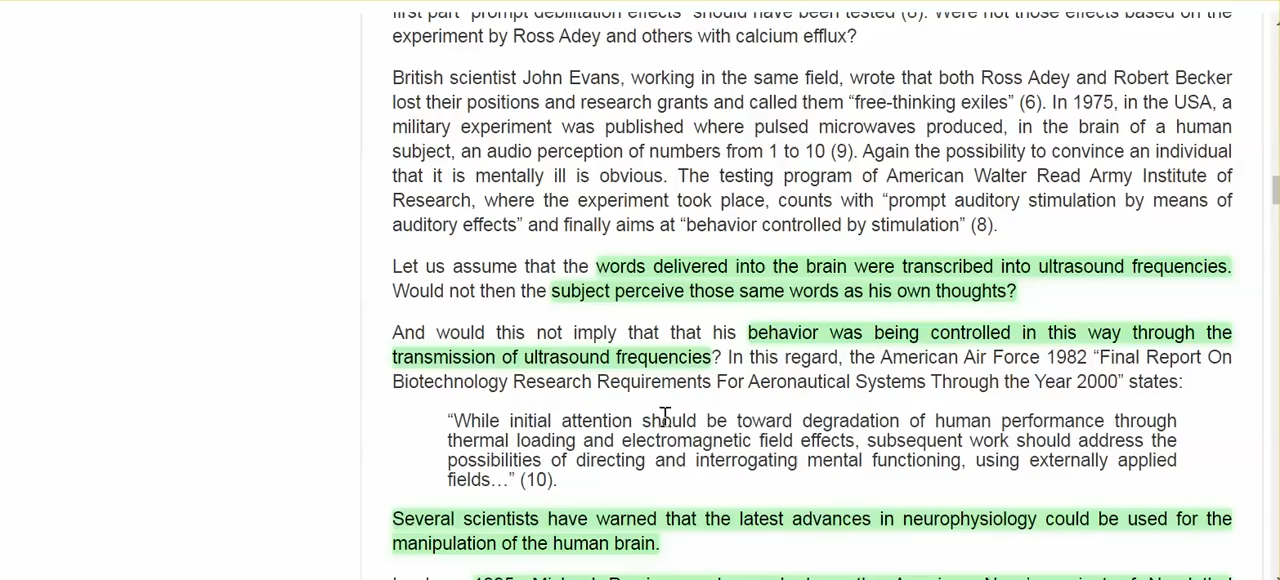 first part "prompt debilitation effects" should have been tested (8). Were not those effects based on the
experiment by Ross Adey and others with calcium efflux?
British scientist John Evans, working in the same field, wrote that both Ross Adey and Robert Becker
lost their positions and research grants and called them “free-thinking exiles” (6). In 1975, in the USA, a
military experiment was published where pulsed microwaves produced, in the brain of a human
subject, an audio perception of numbers from 1 to 10 (9). Again the possibility to convince an individual
that it is mentally ill is obvious. The testing program of American Walter Read Army Institute of
Research, where the experiment took place, counts with “prompt auditory stimulation by means of
auditory effects” and finally aims at “behavior controlled by stimulation” (8).
Let us assume that the words delivered into the brain were transcribed into ultrasound frequencies.
Would not then the subject perceive those same words as his own thoughts?
And would this not imply that that his behavior was being controlled in this way through the
transmission of ultrasound frequencies? In this regard, the American Air Force 1982 “Final Report On
Biotechnology Research Requirements For Aeronautical Systems Through the Year 2000” states:
“While initial attention should be toward degradation of human performance through
thermal loading and electromagnetic field effects, subsequent work should address the
possibilities of directing and interrogating mental functioning, using externally applied
fields…” (10).
Several scientists have warned that the latest advances in neurophysiology could be used for the
manipulation of the human brain.